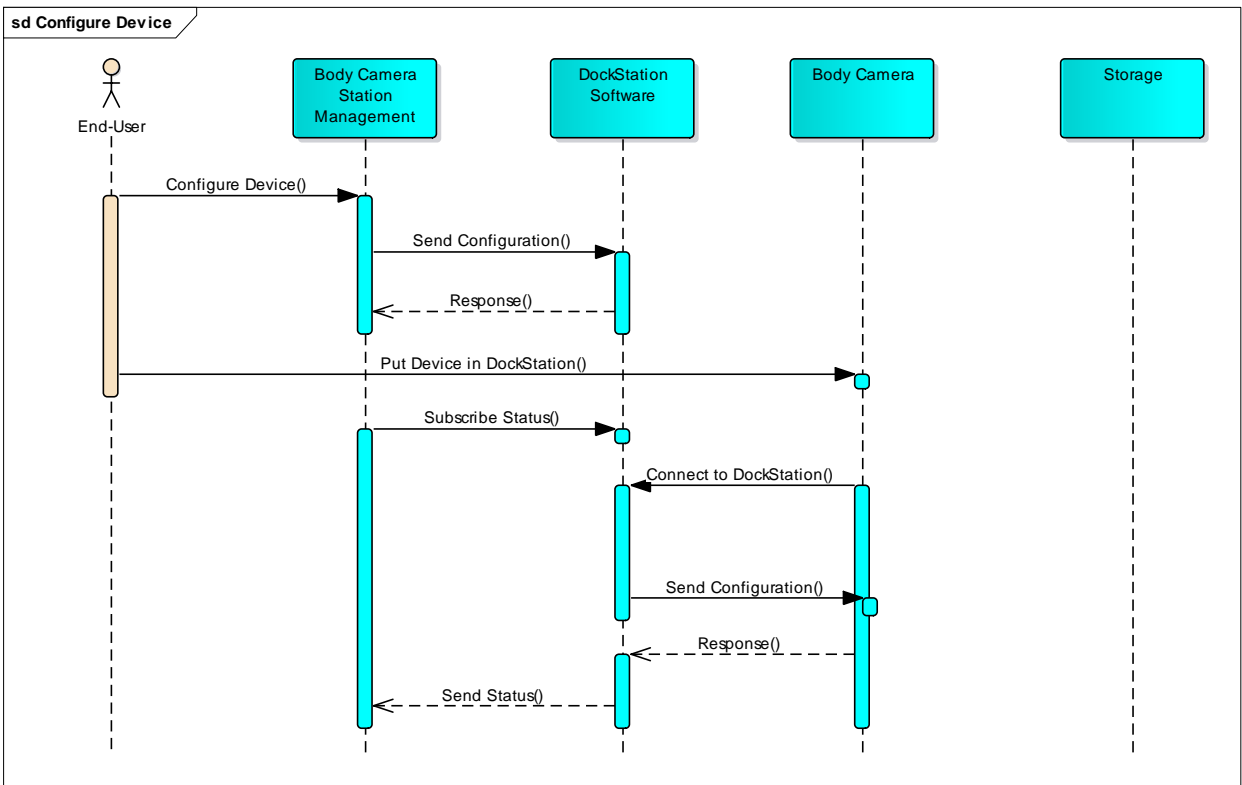 sd Configure Device
End-User
Body Camera
Station
Management
DockStation
Software
Body Camera
Storage
Configure Device()
Send Configuration()
Response()
Put Device in DockStation()
Subscribe Status()
Connect to DockStation()
Send Configuration()
Response()
Send Status()